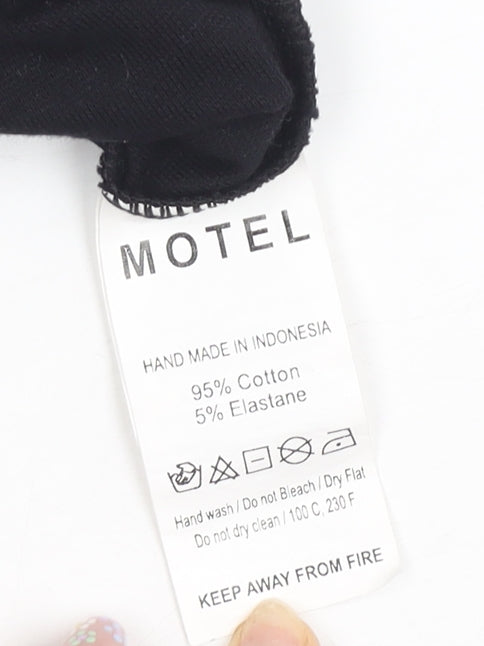 MOTEL
HAND MADE IN INDONESIA
95% Cotton
5% Elastane
Hand wash / Do not Bleach / Dry Flat
Do not dry clean / 100 C, 230 F
KEEP AWAY FROM FIRE